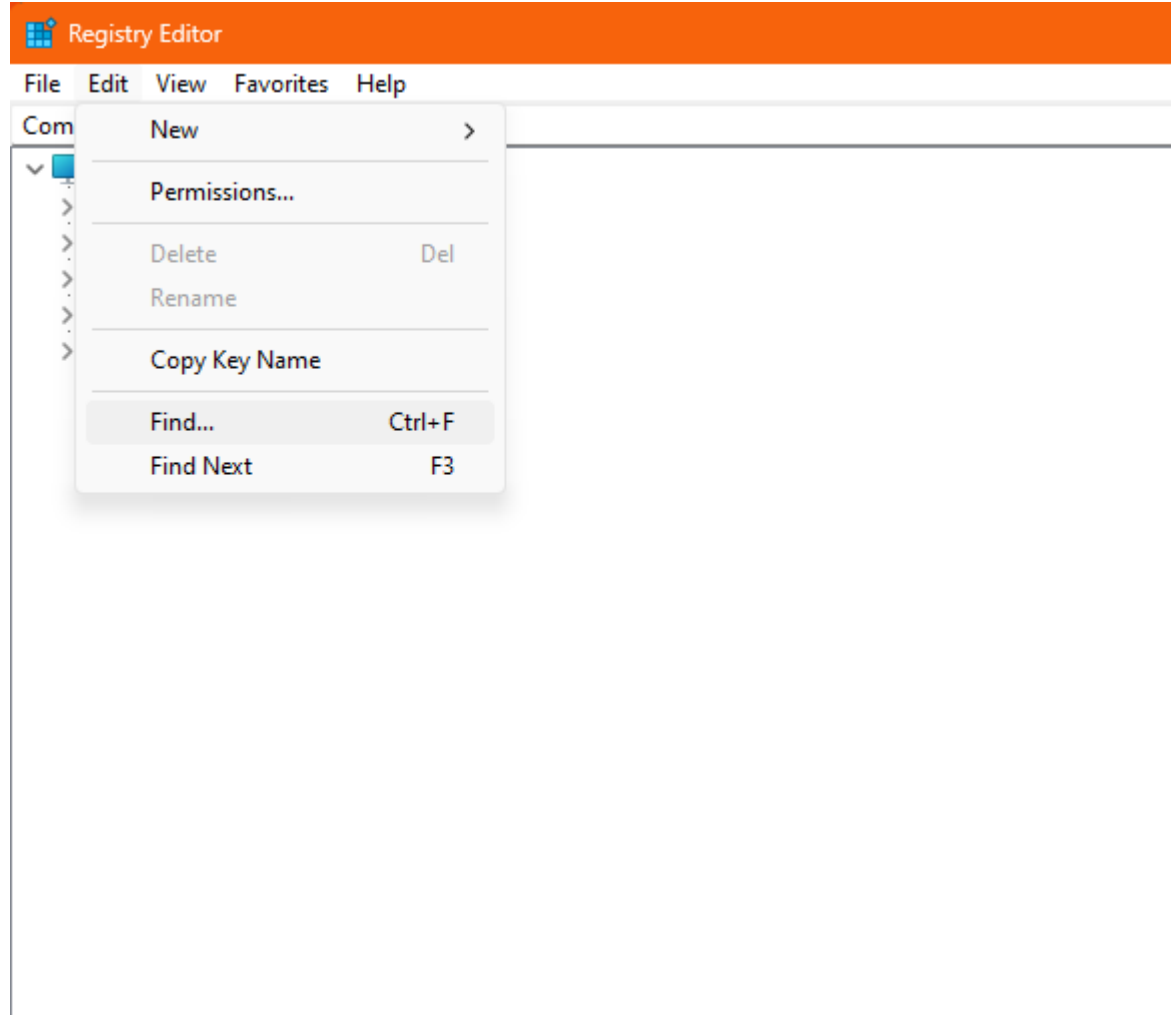 Registry Editor
File Edit View Favorites Help
Com
New
Permissions...
Delete Del
Rename
Copy Key Name
Find... Ctrl+F
Find Next F3